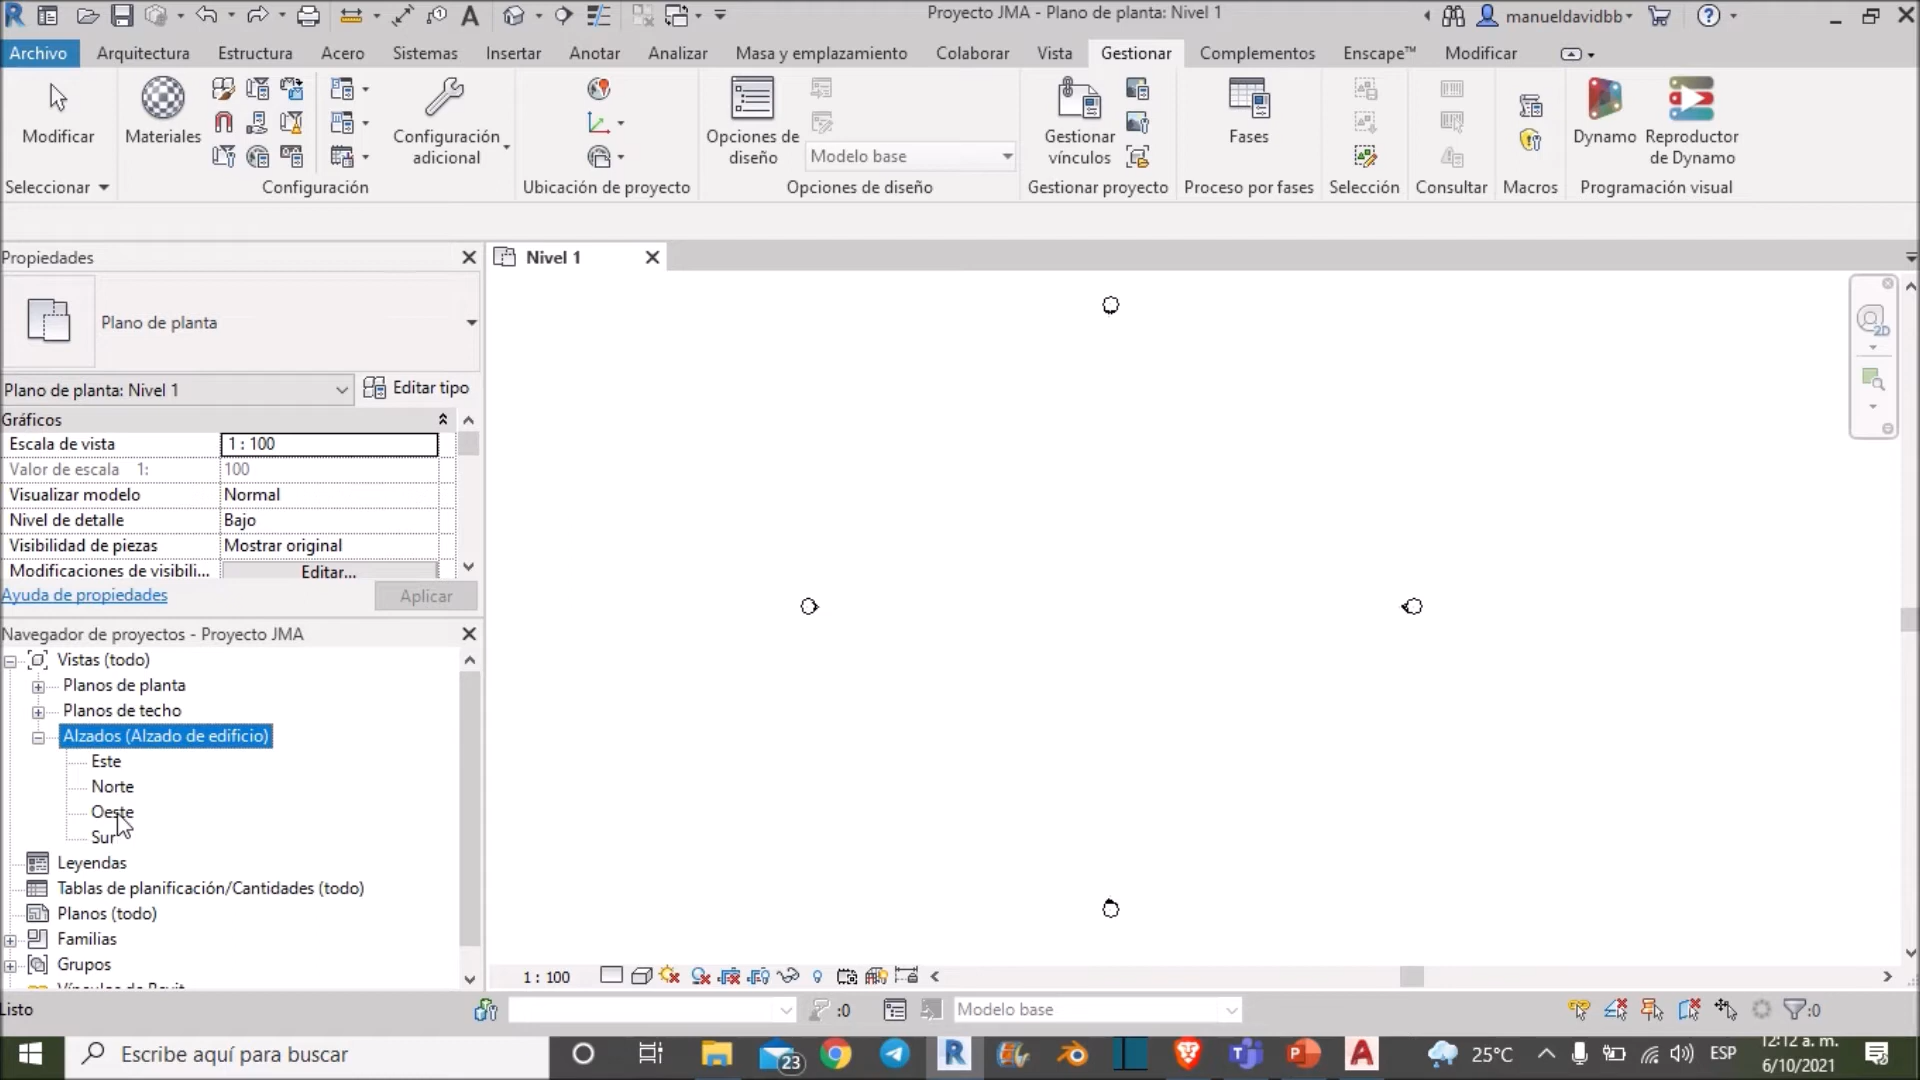 Proyecto JMA - Plano de planta: Nivel 1
manueldavidbb
Archivo
Arquitectura
Estructura
Acero
Sistemas
Insertar
Anotar
Analizar
Masa y emplazamiento
Colaborar
Vista
Gestionar
Complementos
Enscape™
Modificar
Modificar
Materiales
Configuración adicional
Opciones de diseño
Modelo base
Gestionar vínculos
Fases
Dynamo
Reproductor de Dynamo
Seleccionar
Configuración
Ubicación de proyecto
Opciones de diseño
Gestionar proyecto
Proceso por fases
Selección
Consultar
Macros
Programación visual
Propiedades
Nivel 1
Plano de planta
Plano de planta: Nivel 1
Editar tipo
Gráficos
Escala de vista 1 : 100
Valor de escala 1: 100
Visualizar modelo Normal
Nivel de detalle Bajo
Visibilidad de piezas Mostrar original
Modificaciones de visibili... Editar...
Ayuda de propiedades
Aplicar
2D
Navegador de proyectos - Proyecto JMA
Vistas (todo)
Planos de planta
Planos de techo
Alzados (Alzado de edificio)
Este
Norte
Oeste
Sur
Leyendas
Tablas de planificación/Cantidades (todo)
Planos (todo)
Familias
Grupos
1 : 100
Listo
:0
Modelo base
:0
Escribe aquí para buscar
23
25°C
ESP
12:12 a. m.
6/10/2021